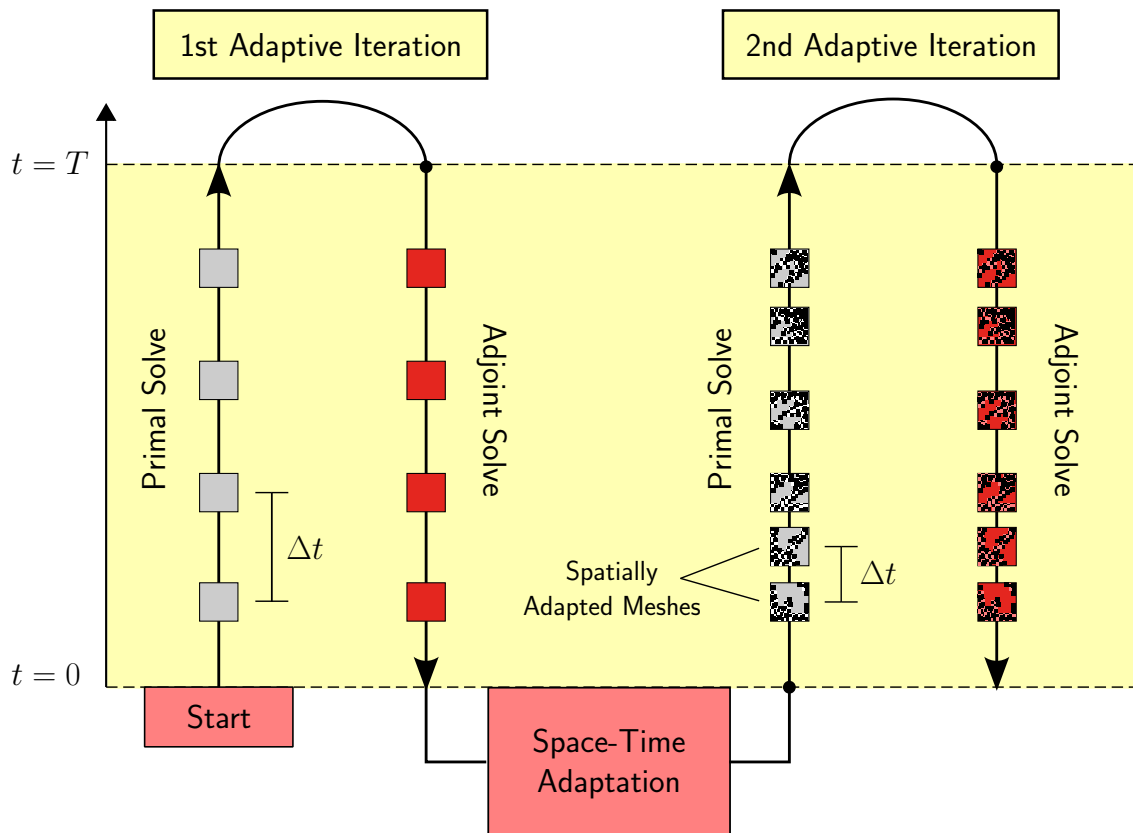 1st Adaptive Iteration
2nd Adaptive Iteration
t = T
Primal Solve
Adjoint Solve
Primal Solve
Adjoint Solve
Δt
Spatially
Adapted Meshes
Δt
t = 0
Start
Space-Time
Adaptation